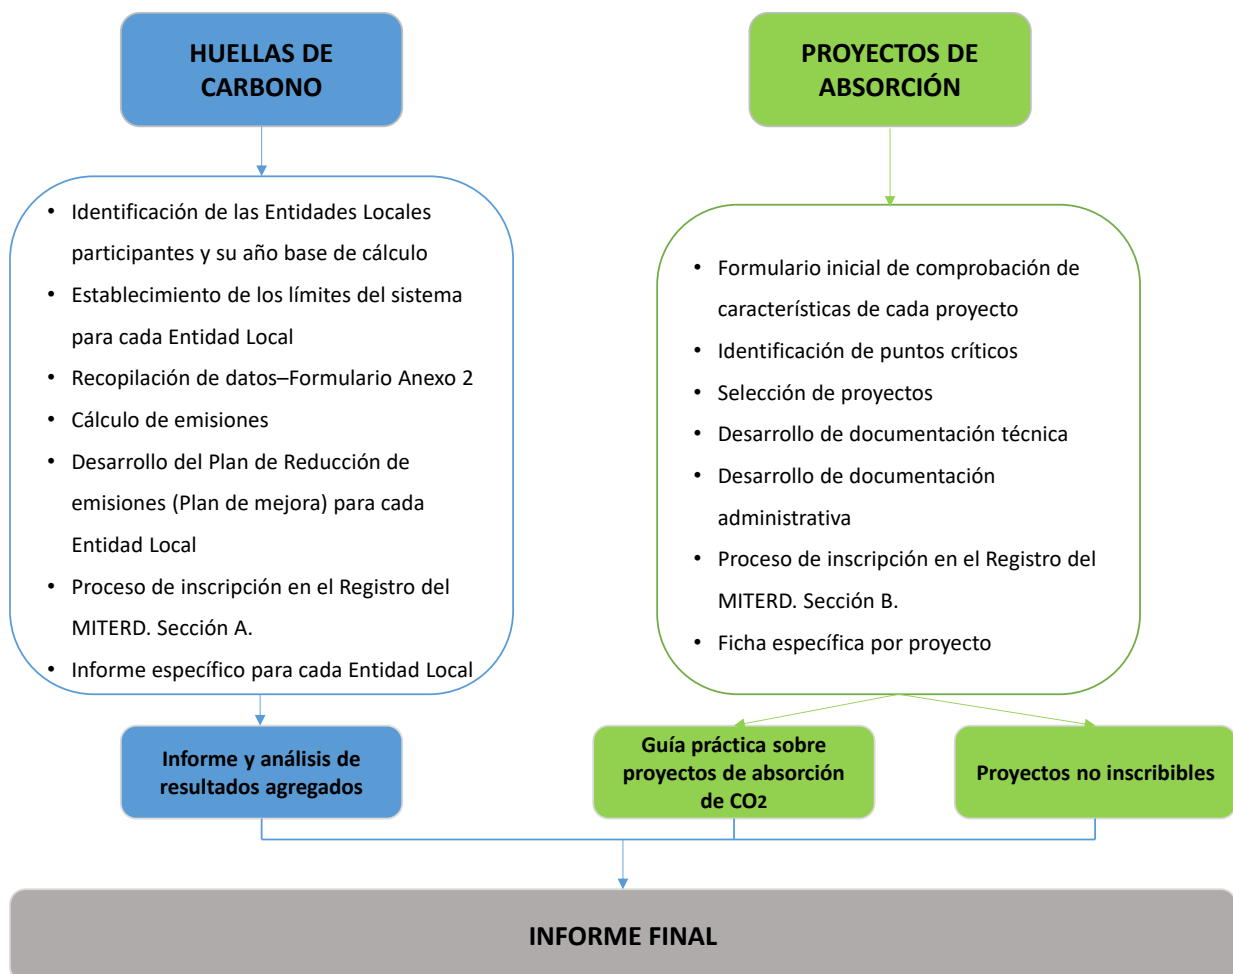 HUELLAS DE
CARBONO
• Identificación de las Entidades Locales
participantes y su año base de cálculo
• Establecimiento de los límites del sistema
para cada Entidad Local
• Recopilación de datos–Formulario Anexo 2
• Cálculo de emisiones
• Desarrollo del Plan de Reducción de
emisiones (Plan de mejora) para cada
Entidad Local
• Proceso de inscripción en el Registro del
MITERD. Sección A.
• Informe específico para cada Entidad Local
Informe y análisis de
resultados agregados
PROYECTOS DE
ABSORCIÓN
• Formulario inicial de comprobación de
características de cada proyecto
• Identificación de puntos críticos
• Selección de proyectos
• Desarrollo de documentación técnica
• Desarrollo de documentación
administrativa
• Proceso de inscripción en el Registro del
MITERD. Sección B.
• Ficha específica por proyecto
Guía práctica sobre
proyectos de absorción
de CO2
Proyectos no inscribibles
INFORME FINAL